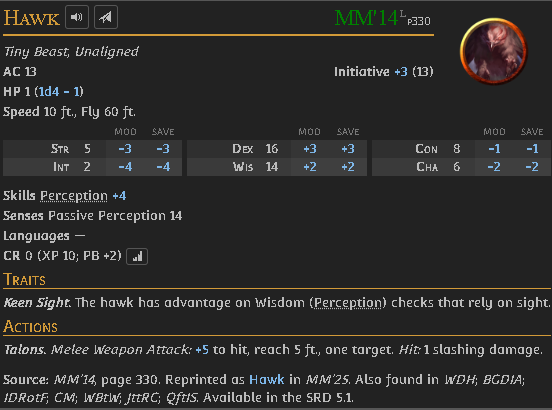 Hawk MM'14 L p330
Tiny Beast, Unaligned
AC 13 Initiative +3 (13)
HP 1 (1d4 − 1)
Speed 10 ft., Fly 60 ft.
MOD SAVE MOD SAVE MOD SAVE
Str 5 −3 −3 Dex 16 +3 +3 Con 8 −1 −1
Int 2 −4 −4 Wis 14 +2 +2 Cha 6 −2 −2
Skills Perception +4
Senses Passive Perception 14
Languages —
CR 0 (XP 10; PB +2)
Traits
Keen Sight. The hawk has advantage on Wisdom (Perception) checks that rely on sight.
Actions
Talons. Melee Weapon Attack: +5 to hit, reach 5 ft., one target. Hit: 1 slashing damage.
Source: MM'14, page 330. Reprinted as Hawk in MM'25. Also found in WDH; BGDIA;
IDRotF; CM; WBtW; JttRC; QftIS. Available in the SRD 5.1.